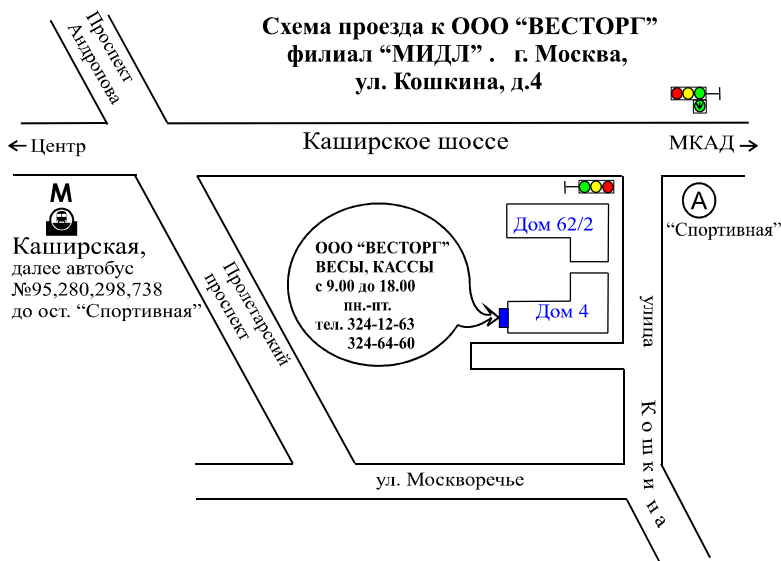 Схема проезда к ООО “ВЕСТОРГ”
филиал “МИДЛ” . г. Москва,
ул. Кошкина, д.4
Проспект
Андропова
← Центр
Каширское шоссе
МКАД →
М
Каширская,
далее автобус
№95,280,298,738
до ост. “Спортивная”
А
“Спортивная”
Дом 62/2
ООО “ВЕСТОРГ”
ВЕСЫ, КАССЫ
с 9.00 до 18.00
пн.-пт.
тел. 324-12-63
324-64-60
Дом 4
Пролетарский
проспект
улица
Кошкина
ул. Москворечье